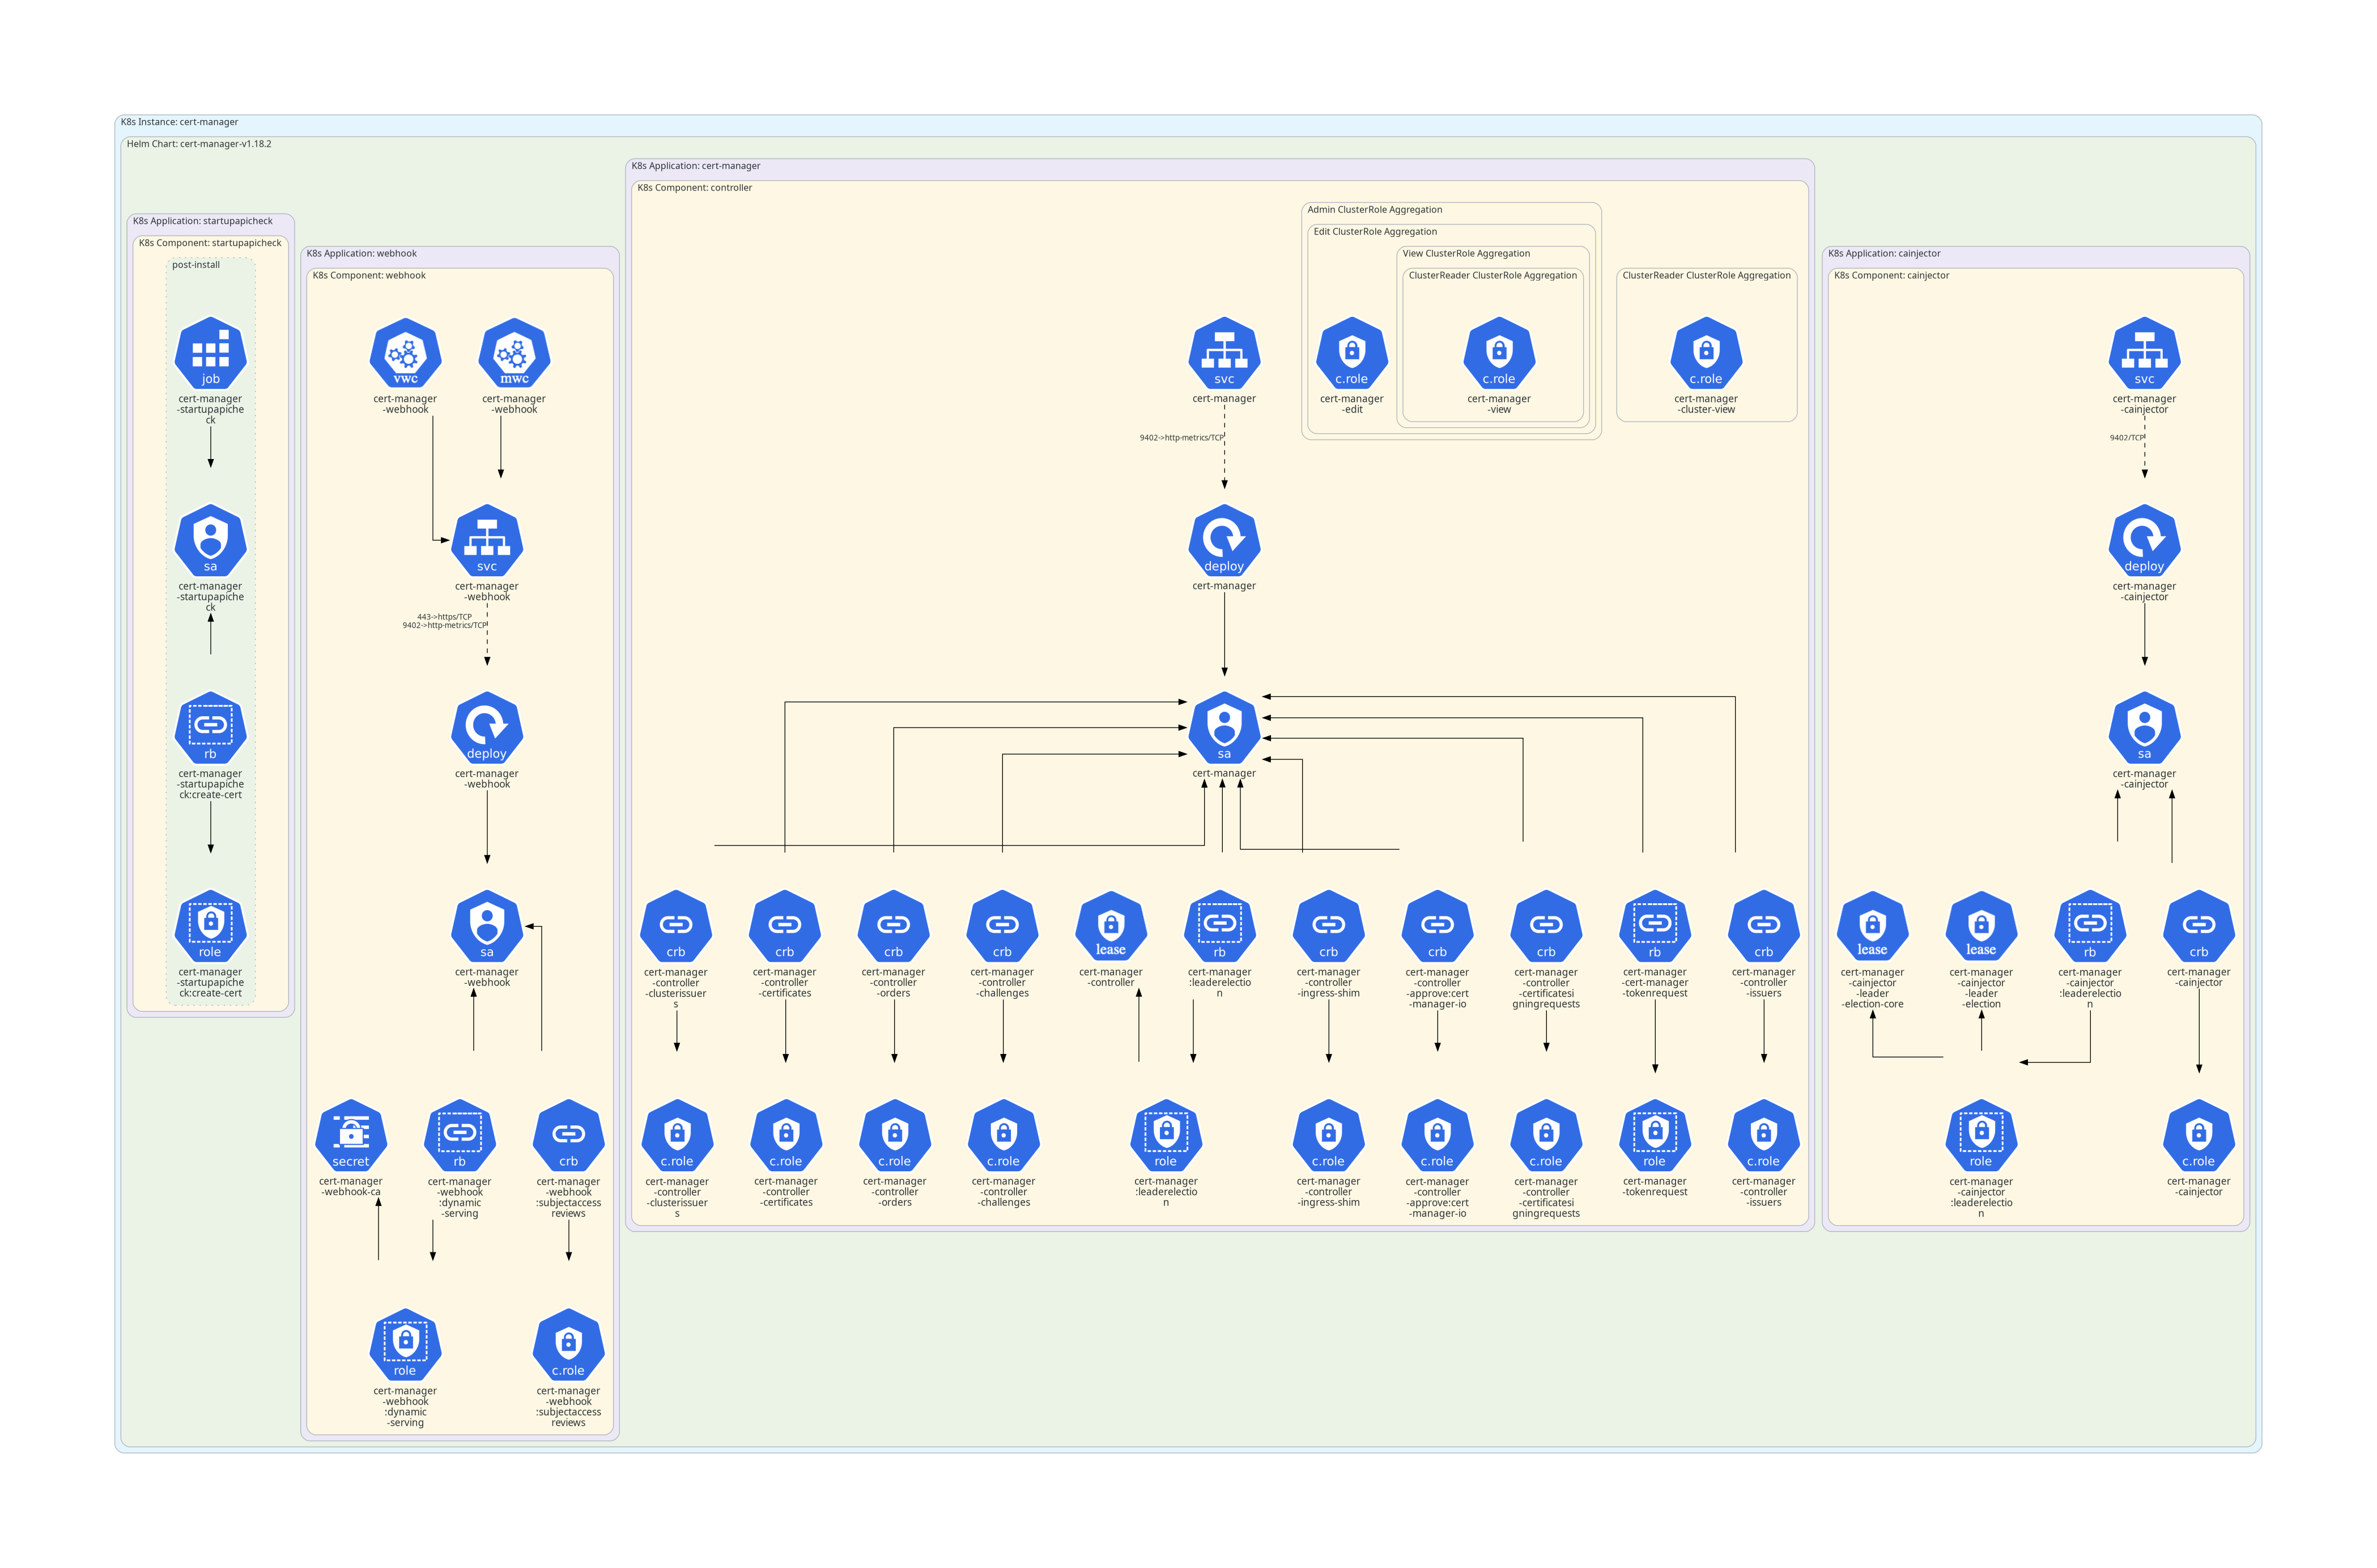 K8s Instance: cert-manager
Helm Chart: cert-manager-v1.18.2
K8s Application: startupapicheck
K8s Component: startupapicheck
post-install
job
cert-manager
-startupapiche
ck
sa
cert-manager
-startupapiche
ck
rb
cert-manager
-startupapiche
ck:create-cert
role
cert-manager
-startupapiche
ck:create-cert
K8s Application: webhook
K8s Component: webhook
vwc
cert-manager
-webhook
mwc
cert-manager
-webhook
svc
cert-manager
-webhook
443->https/TCP
9402->http-metrics/TCP
deploy
cert-manager
-webhook
sa
cert-manager
-webhook
secret
cert-manager
-webhook-ca
rb
cert-manager
-webhook
:dynamic
-serving
crb
cert-manager
-webhook
:subjectaccess
reviews
role
cert-manager
-webhook
:dynamic
-serving
c.role
cert-manager
-webhook
:subjectaccess
reviews
K8s Application: cert-manager
K8s Component: controller
Admin ClusterRole Aggregation
Edit ClusterRole Aggregation
View ClusterRole Aggregation
ClusterReader ClusterRole Aggregation
ClusterReader ClusterRole Aggregation
svc
cert-manager
c.role
cert-manager
-edit
c.role
cert-manager
-view
c.role
cert-manager
-cluster-view
9402->http-metrics/TCP
deploy
cert-manager
sa
cert-manager
crb
cert-manager
-controller
-clusterissuer
s
crb
cert-manager
-controller
-certificates
crb
cert-manager
-controller
-orders
crb
cert-manager
-controller
-challenges
lease
cert-manager
-controller
rb
cert-manager
:leaderelectio
n
crb
cert-manager
-controller
-ingress-shim
crb
cert-manager
-controller
-approve:cert
-manager-io
crb
cert-manager
-controller
-certificatesi
gningrequests
rb
cert-manager
-cert-manager
-tokenrequest
crb
cert-manager
-controller
-issuers
c.role
cert-manager
-controller
-clusterissuer
s
c.role
cert-manager
-controller
-certificates
c.role
cert-manager
-controller
-orders
c.role
cert-manager
-controller
-challenges
role
cert-manager
:leaderelectio
n
c.role
cert-manager
-controller
-ingress-shim
c.role
cert-manager
-controller
-approve:cert
-manager-io
c.role
cert-manager
-controller
-certificatesi
gningrequests
role
cert-manager
-tokenrequest
c.role
cert-manager
-controller
-issuers
K8s Application: cainjector
K8s Component: cainjector
svc
cert-manager
-cainjector
9402/TCP
deploy
cert-manager
-cainjector
sa
cert-manager
-cainjector
lease
cert-manager
-cainjector
-leader
-election-core
lease
cert-manager
-cainjector
-leader
-election
rb
cert-manager
-cainjector
:leaderelectio
n
crb
cert-manager
-cainjector
role
cert-manager
-cainjector
:leaderelectio
n
c.role
cert-manager
-cainjector